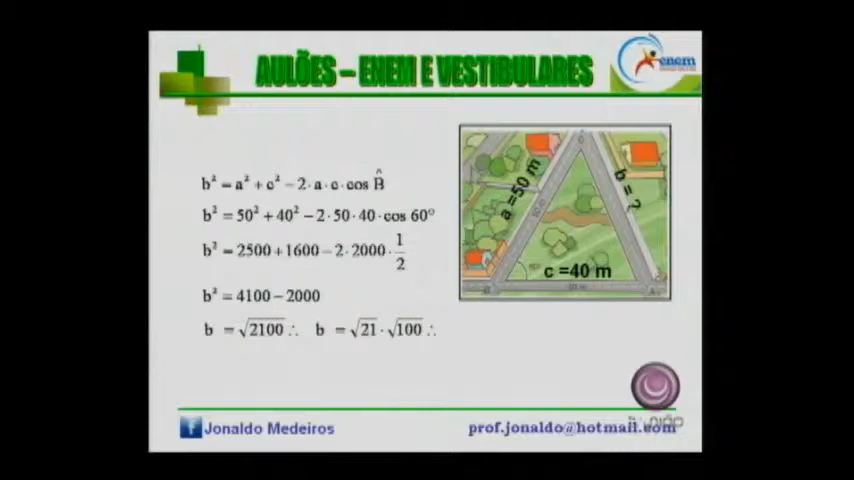 AULÕES – ENEM E VESTIBULARES
enem
b² = a² + c² − 2·a·c·cos B̂
b² = 50² + 40² − 2·50·40·cos 60°
b² = 2500 + 1600 − 2·2000·1/2
b² = 4100 − 2000
b = √2100 ∴ b = √21·√100 ∴
a =50 m
b = ?
c =40 m
Jonaldo Medeiros
prof.jonaldo@hotmail.com